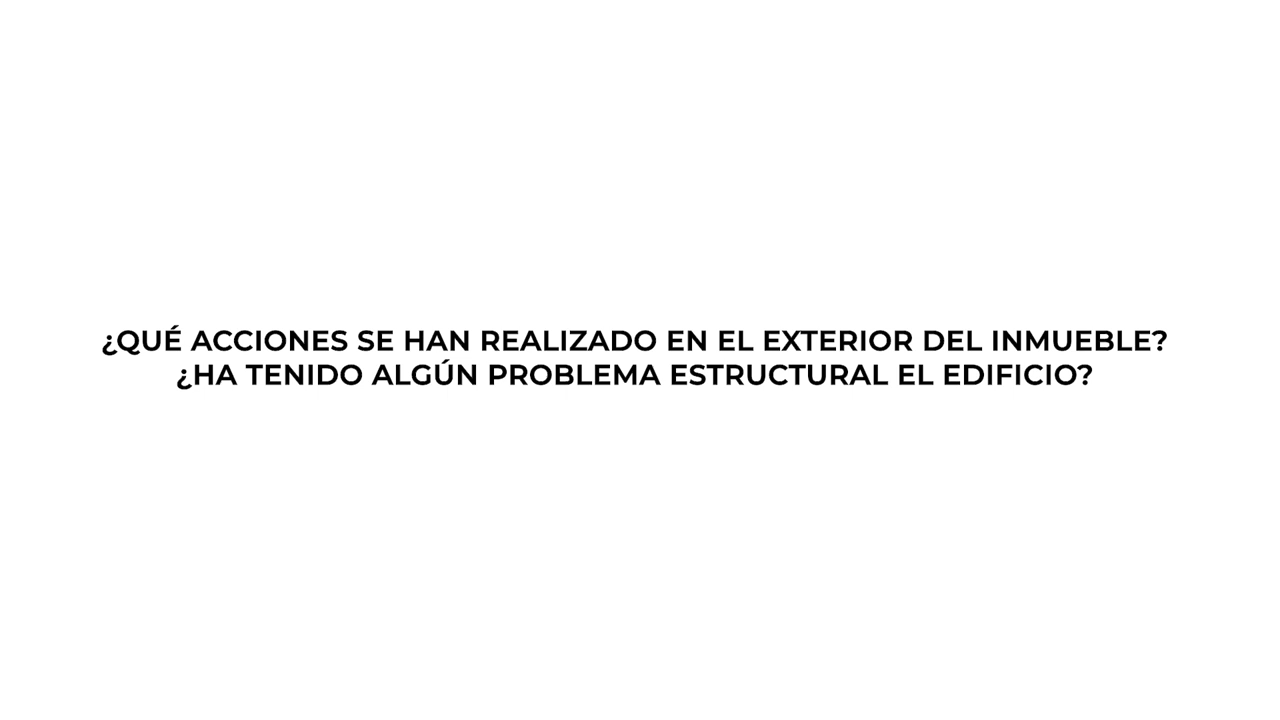 ¿QUÉ ACCIONES SE HAN REALIZADO EN EL EXTERIOR DEL INMUEBLE?
¿HA TENIDO ALGÚN PROBLEMA ESTRUCTURAL EL EDIFICIO?